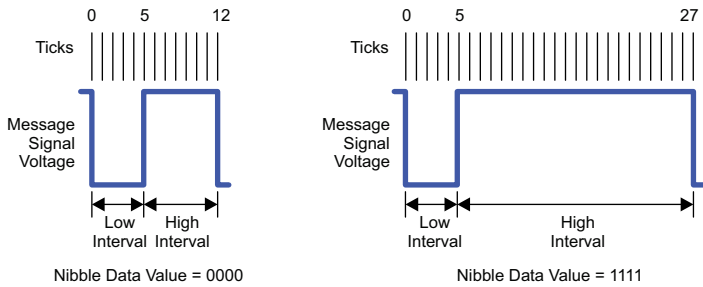 0 5 12
Ticks
Message
Signal
Voltage
Low
Interval
High
Interval
Nibble Data Value = 0000
0 5 27
Ticks
Message
Signal
Voltage
Low
Interval
High
Interval
Nibble Data Value = 1111